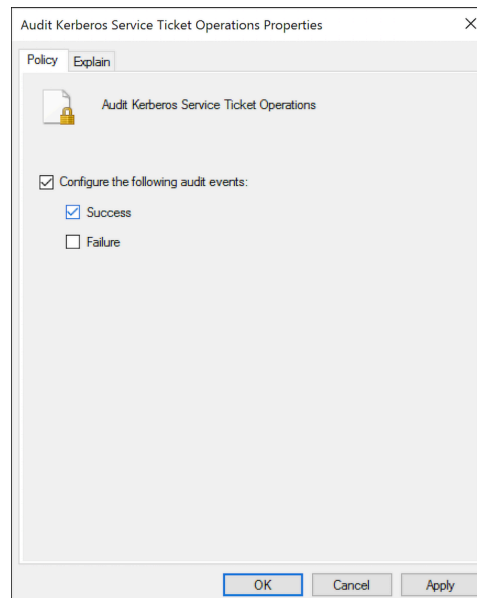 Audit Kerberos Service Ticket Operations Properties
Policy Explain
Audit Kerberos Service Ticket Operations
Configure the following audit events:
Success
Failure
OK Cancel Apply